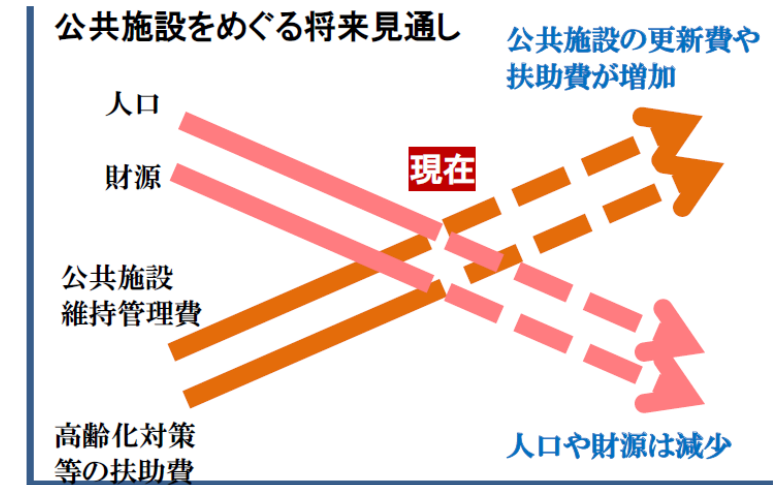 公共施設をめぐる将来見通し
公共施設の更新費や
扶助費が増加
人口
現在
財源
公共施設
維持管理費
高齢化対策
等の扶助費
人口や財源は減少